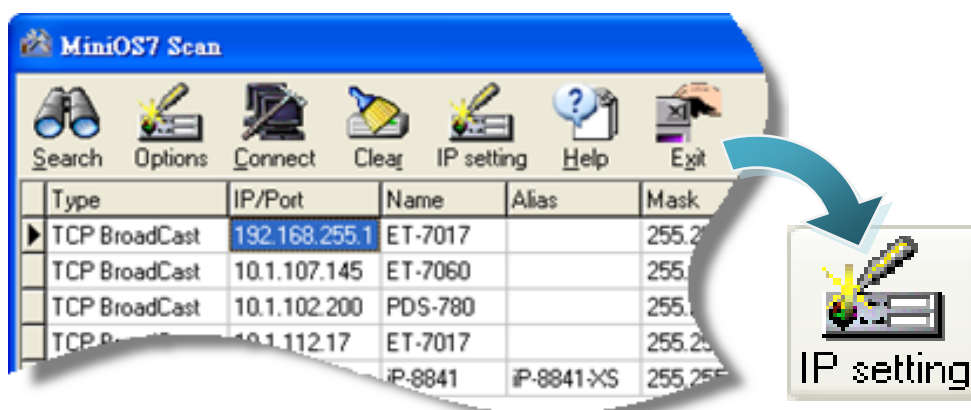 MiniOS7 Scan
Search Options Connect Clear IP setting Help Exit
Type IP/Port Name Alias Mask
TCP BroadCast 192.168.255.1 ET-7017 255.2
TCP BroadCast 10.1.107.145 ET-7060 255.
TCP BroadCast 10.1.102.200 PDS-780 255.
10.1.112.17 ET-7017 255.25
iP-8841 iP-8841-XS 255.255
IP setting